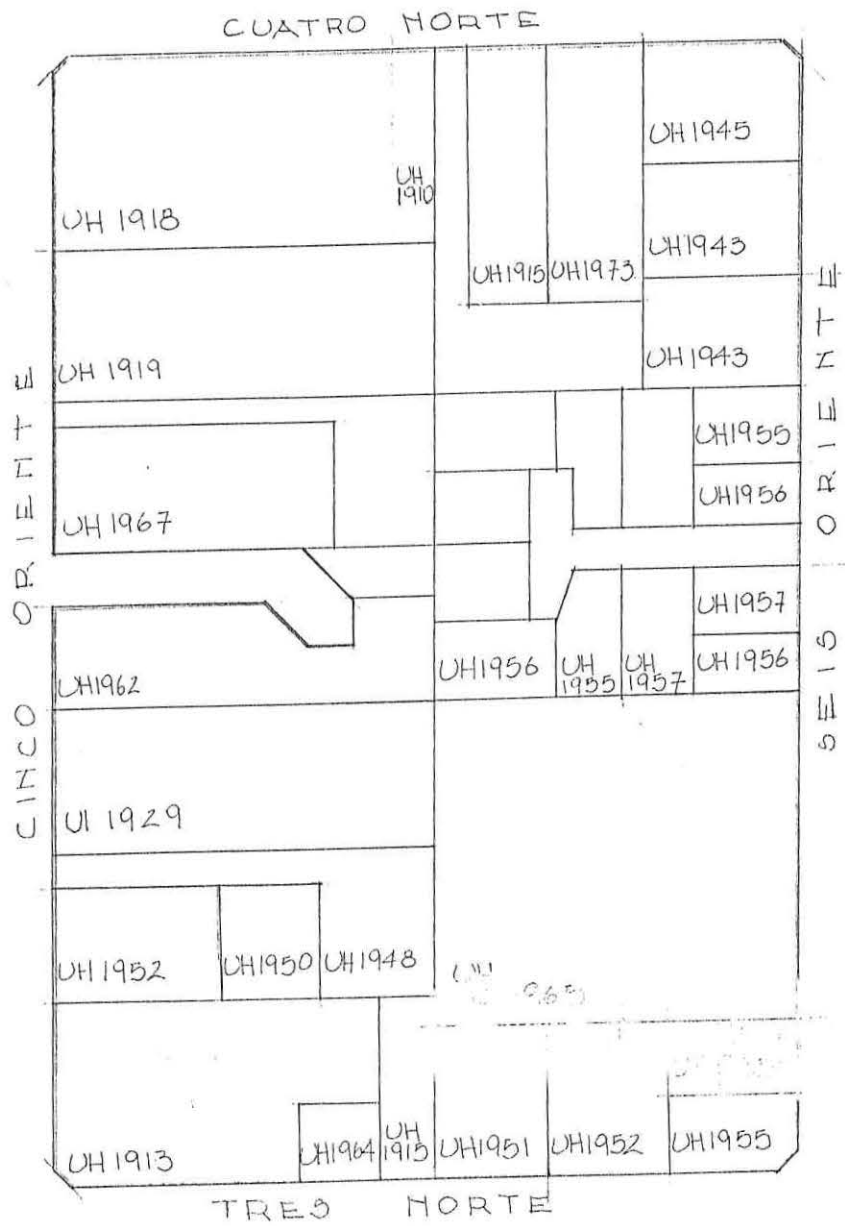 CUATRO NORTE
UH 1945
UH
1910
UH 1918
UH 1943
UH1915
UH1973
UH 1919
UH 1943
CINCO ORIENTE
SEIS ORIENTE
UH1955
UH1956
UH 1967
UH1957
UH1956
UH
1955
UH
1957
UH1956
UH1962
UI 1929
UH 1952
UH1950
UH1948
UH 1913
UH1964
UH
1915
UH1951
UH1952
UH1955
TRES NORTE